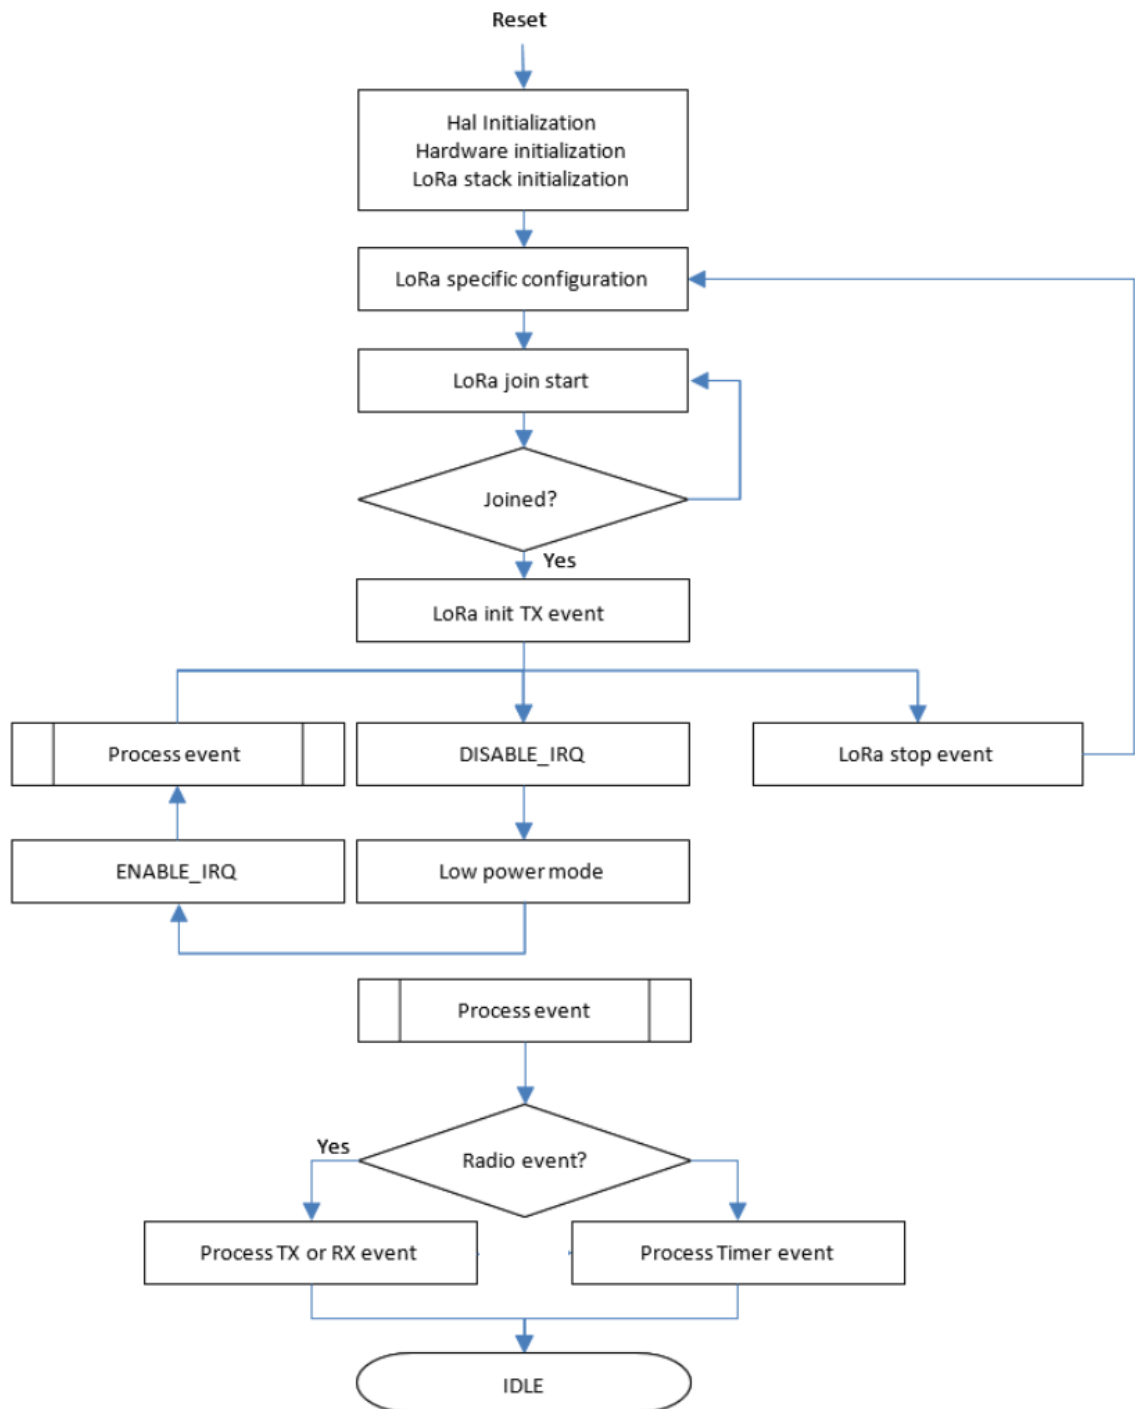 Reset
Hal Initialization
Hardware initialization
LoRa stack initialization
LoRa specific configuration
LoRa join start
Joined?
Yes
LoRa init TX event
Process event
DISABLE_IRQ
LoRa stop event
ENABLE_IRQ
Low power mode
Process event
Yes
Radio event?
Process TX or RX event
Process Timer event
IDLE